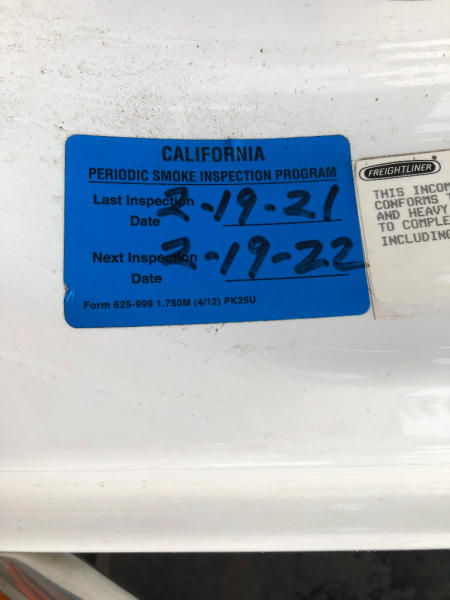 CALIFORNIA
PERIODIC SMOKE INSPECTION PROGRAM
Last Inspection 2-19-21
Date
Next Inspection 2-19-22
Date
Form 625-999 1.750M (4/12) PK25U
FREIGHTLINER
THIS INCOM
CONFORMS T
AND HEAVY
TO COMPLE
INCLUDING